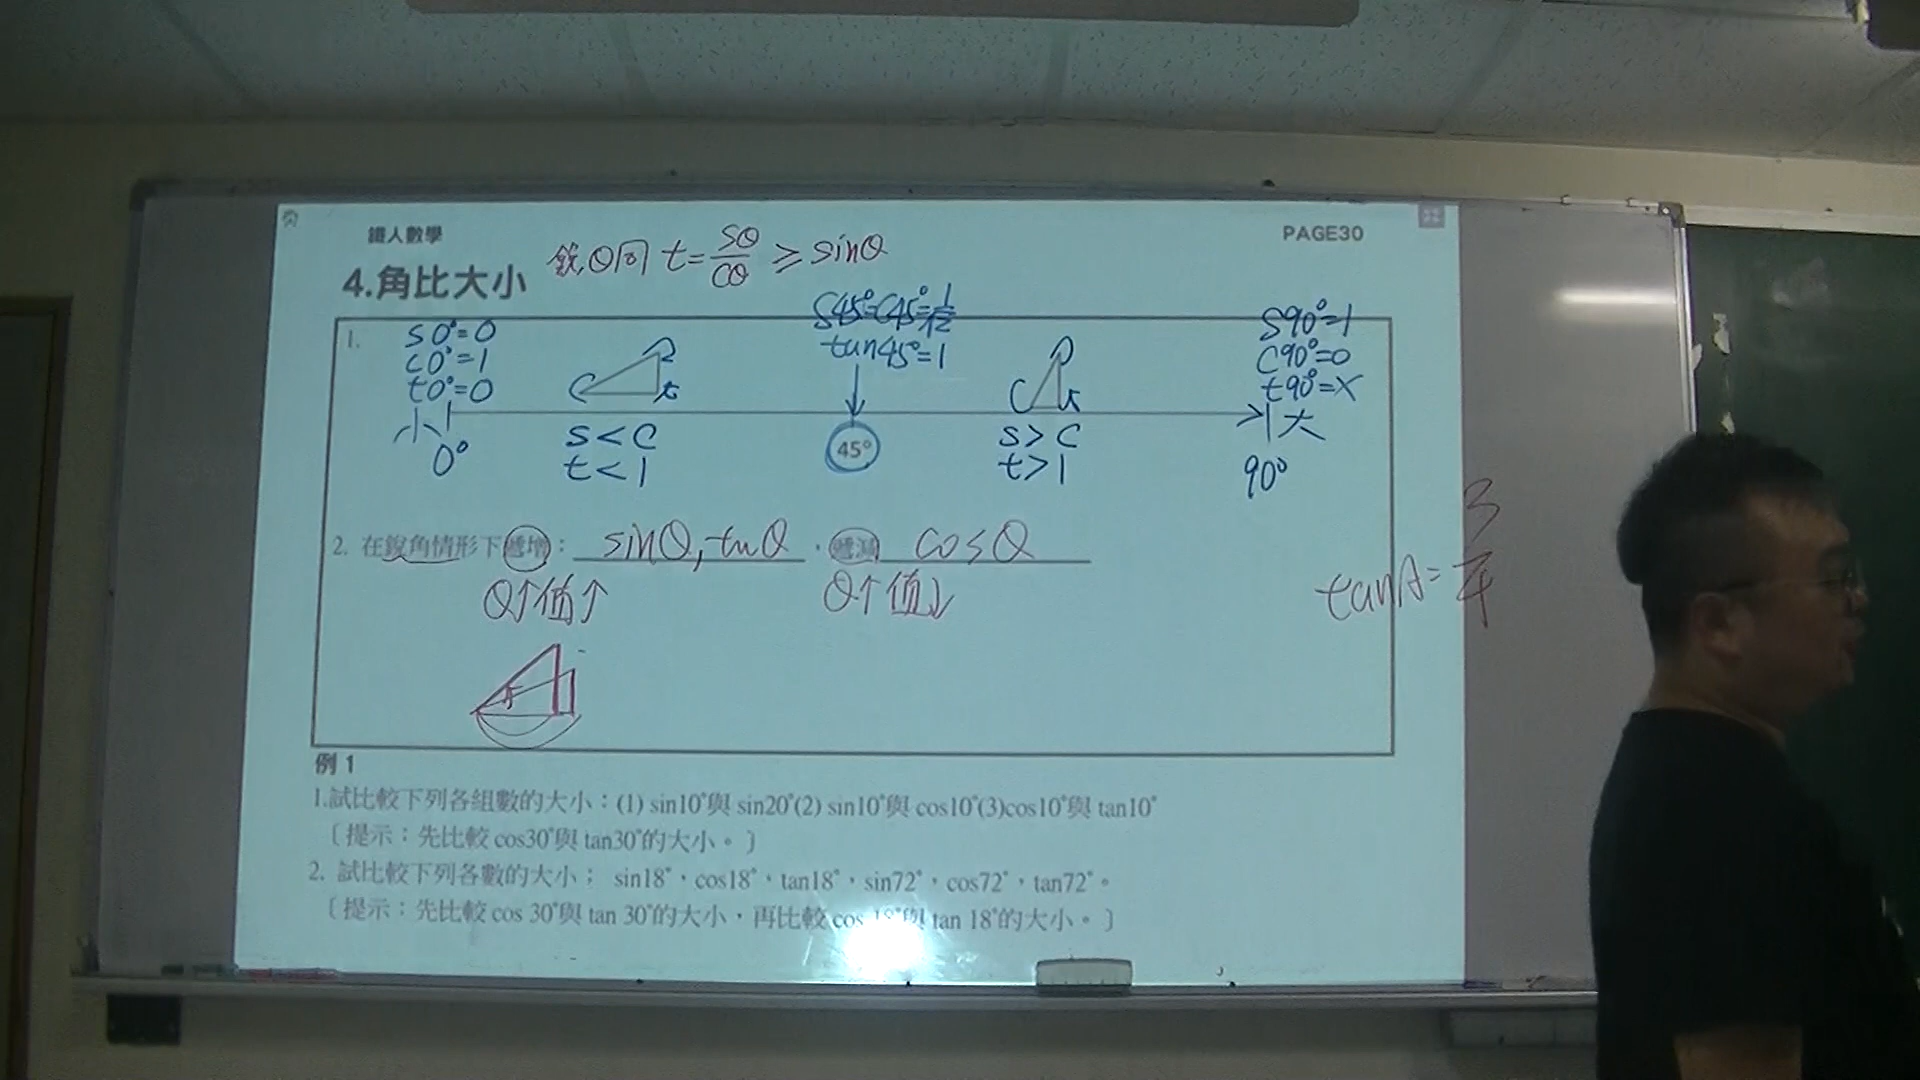 鐵人數學
PAGE30
銳,θ同 t=sθ/cθ ≥ sinθ
4.角比大小
1.
s0°=0
c0°=1
t0°=0
s45°=c45°=1/√2
tan45°=1
s90°=1
c90°=0
t90°=X
小
大
0°
s<c
t<1
45°
s>c
t>1
90°
2. 在銳角情形下遞增：sinθ,tanθ，遞減 cosθ
θ↑值↑
θ↑值↓
tanA=3/4
例 1
1.試比較下列各組數的大小：(1) sin10°與 sin20°(2) sin10°與 cos10°(3)cos10°與 tan10°
〔提示：先比較 cos30°與 tan30°的大小。〕
2. 試比較下列各數的大小； sin18°，cos18°，tan18°，sin72°，cos72°，tan72°。
〔提示：先比較 cos 30°與 tan 30°的大小，再比較 cos 18°與 tan 18°的大小。〕